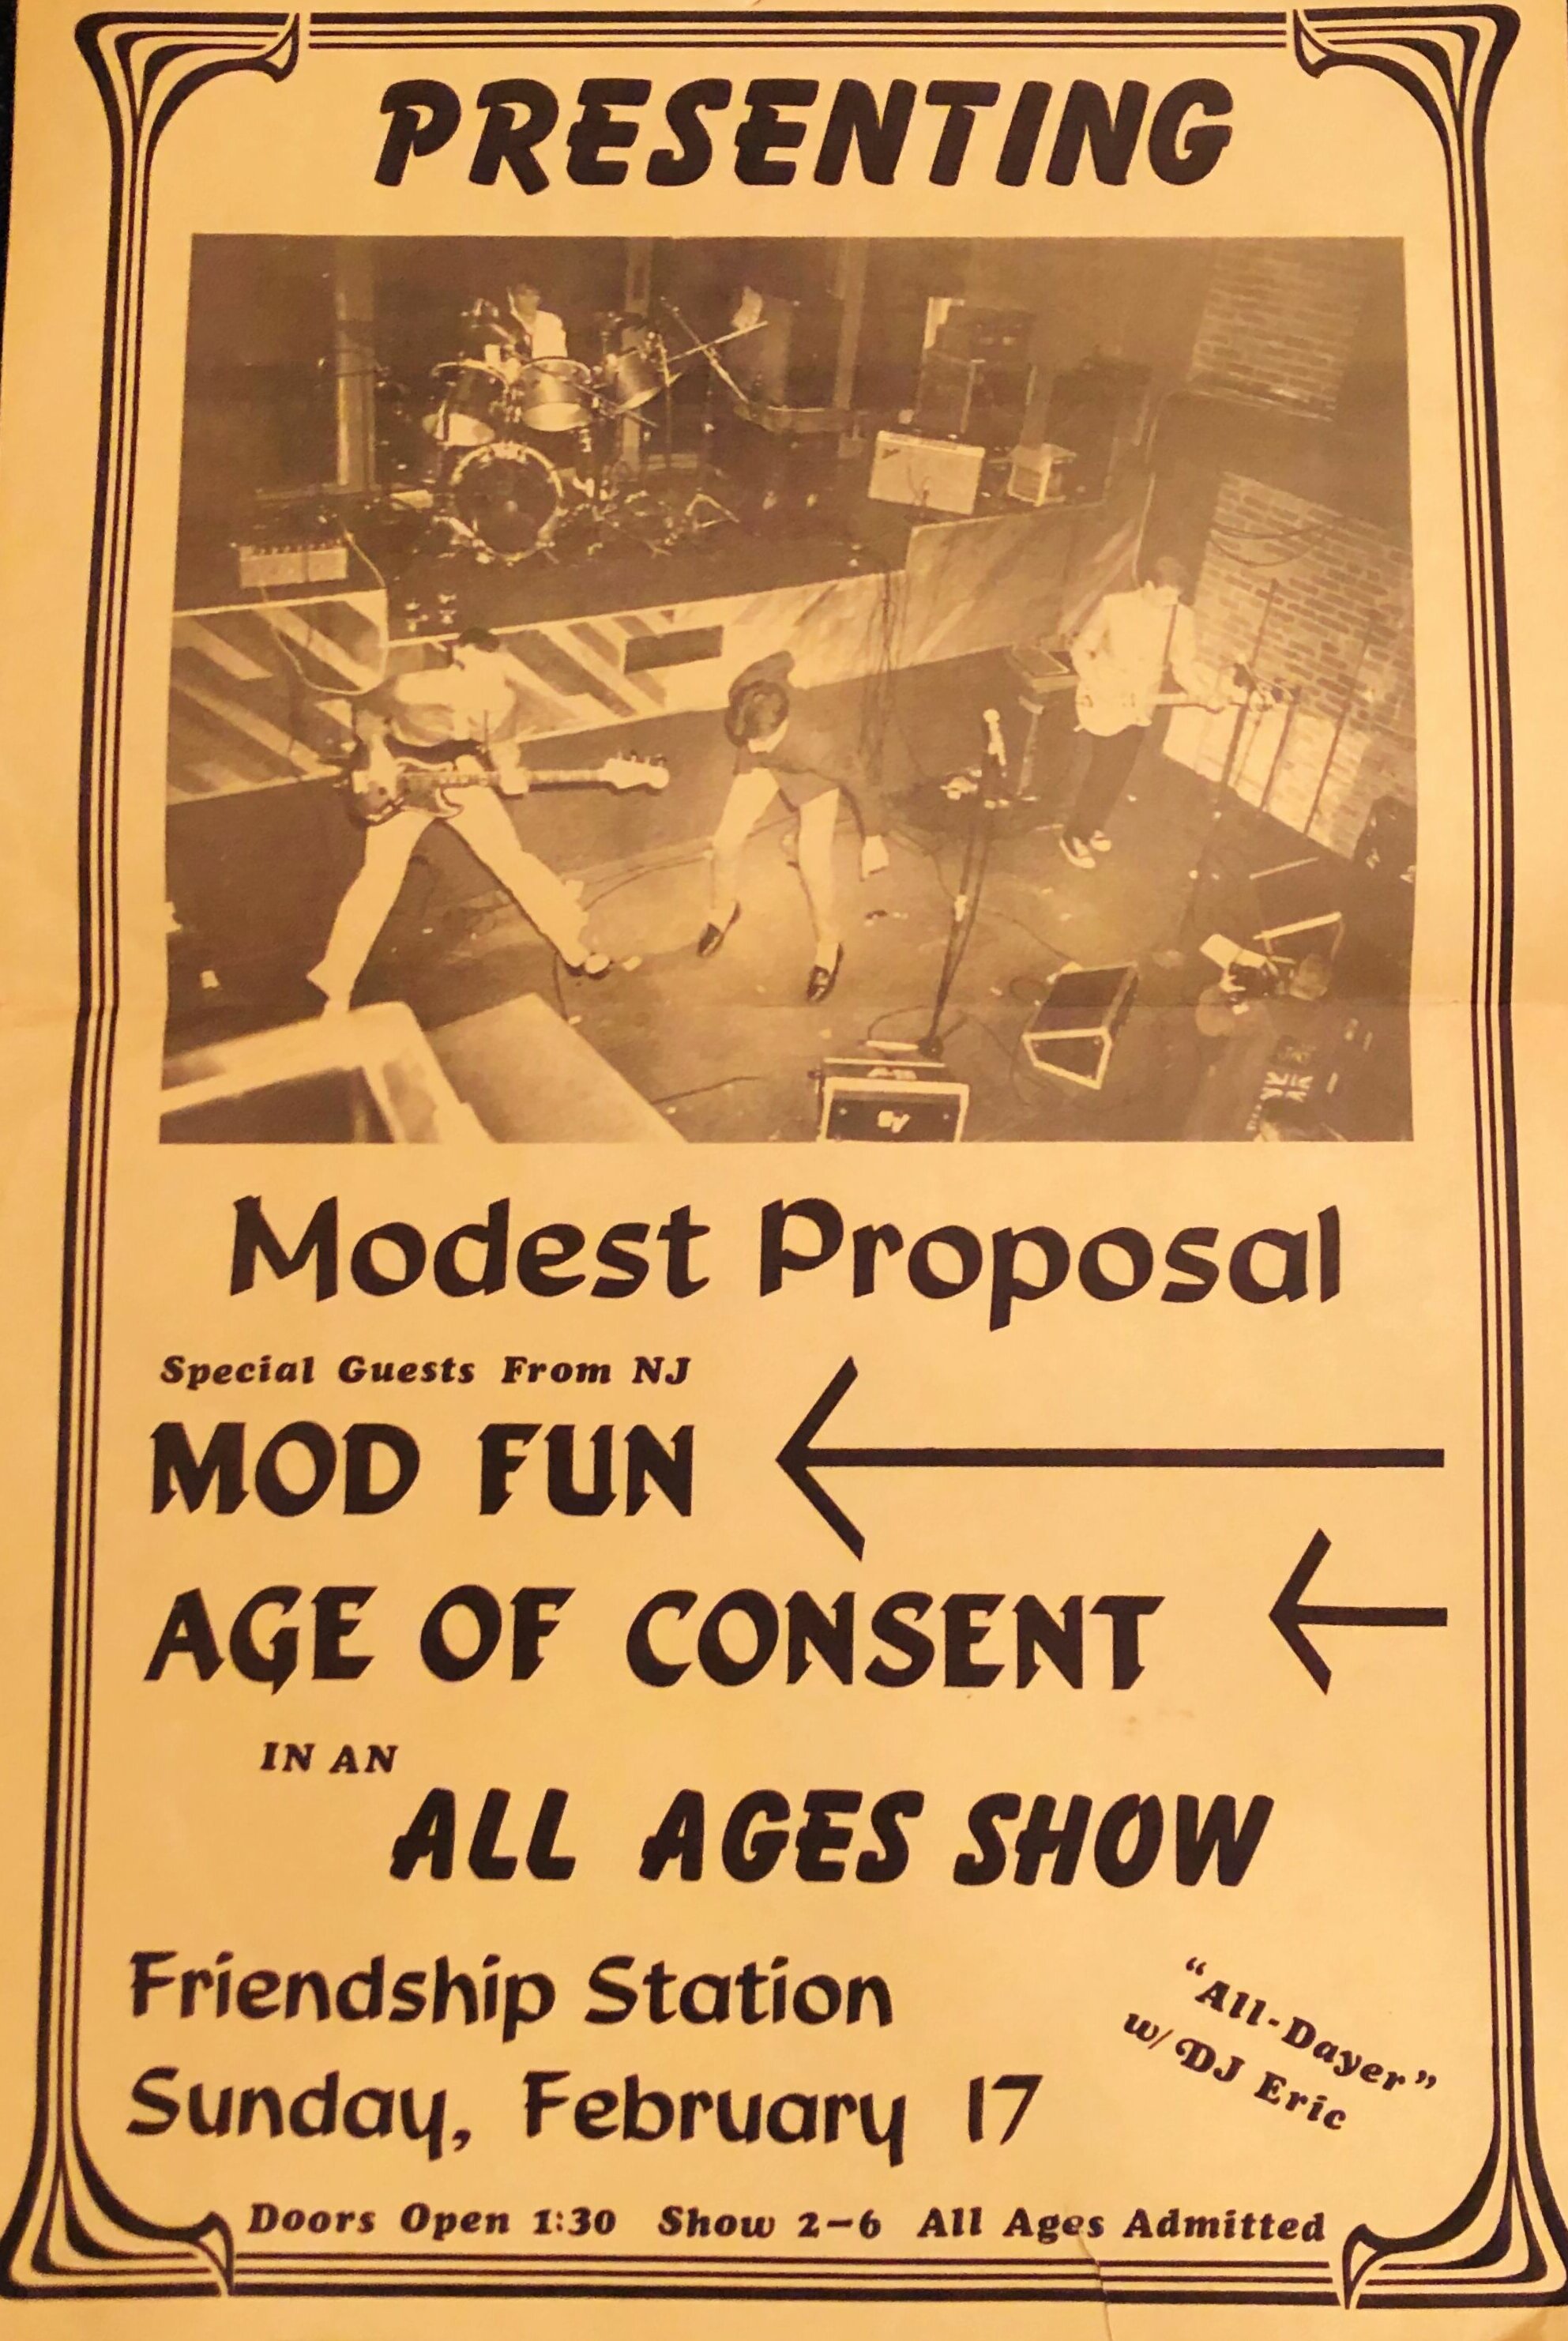 PRESENTING
Modest Proposal
Special Guests From NJ
MOD FUN
AGE OF CONSENT
IN AN
ALL AGES SHOW
Friendship Station
Sunday, February 17
"All-Dayer"
w/ DJ Eric
Doors Open 1:30 Show 2-6 All Ages Admitted